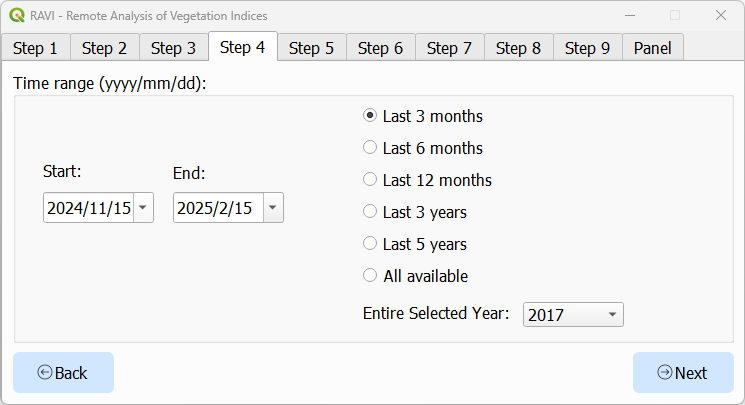 RAVI - Remote Analysis of Vegetation Indices
Step 1 Step 2 Step 3 Step 4 Step 5 Step 6 Step 7 Step 8 Step 9 Panel
Time range (yyyy/mm/dd):
Start: End:
2024/11/15 2025/2/15
Last 3 months
Last 6 months
Last 12 months
Last 3 years
Last 5 years
All available
Entire Selected Year: 2017
Back Next